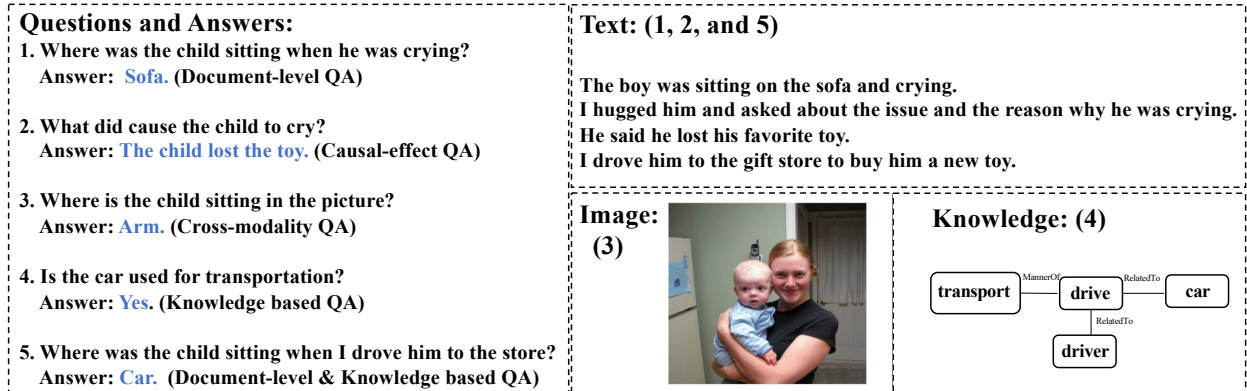 Questions and Answers:
1. Where was the child sitting when he was crying?
Answer: Sofa. (Document-level QA)
2. What did cause the child to cry?
Answer: The child lost the toy. (Causal-effect QA)
3. Where is the child sitting in the picture?
Answer: Arm. (Cross-modality QA)
4. Is the car used for transportation?
Answer: Yes. (Knowledge based QA)
5. Where was the child sitting when I drove him to the store?
Answer: Car. (Document-level & Knowledge based QA)
Text: (1, 2, and 5)
The boy was sitting on the sofa and crying.
I hugged him and asked about the issue and the reason why he was crying.
He said he lost his favorite toy.
I drove him to the gift store to buy him a new toy.
Image:
(3)
Knowledge: (4)
transport
MannerOf
drive
RelatedTo
car
RelatedTo
driver